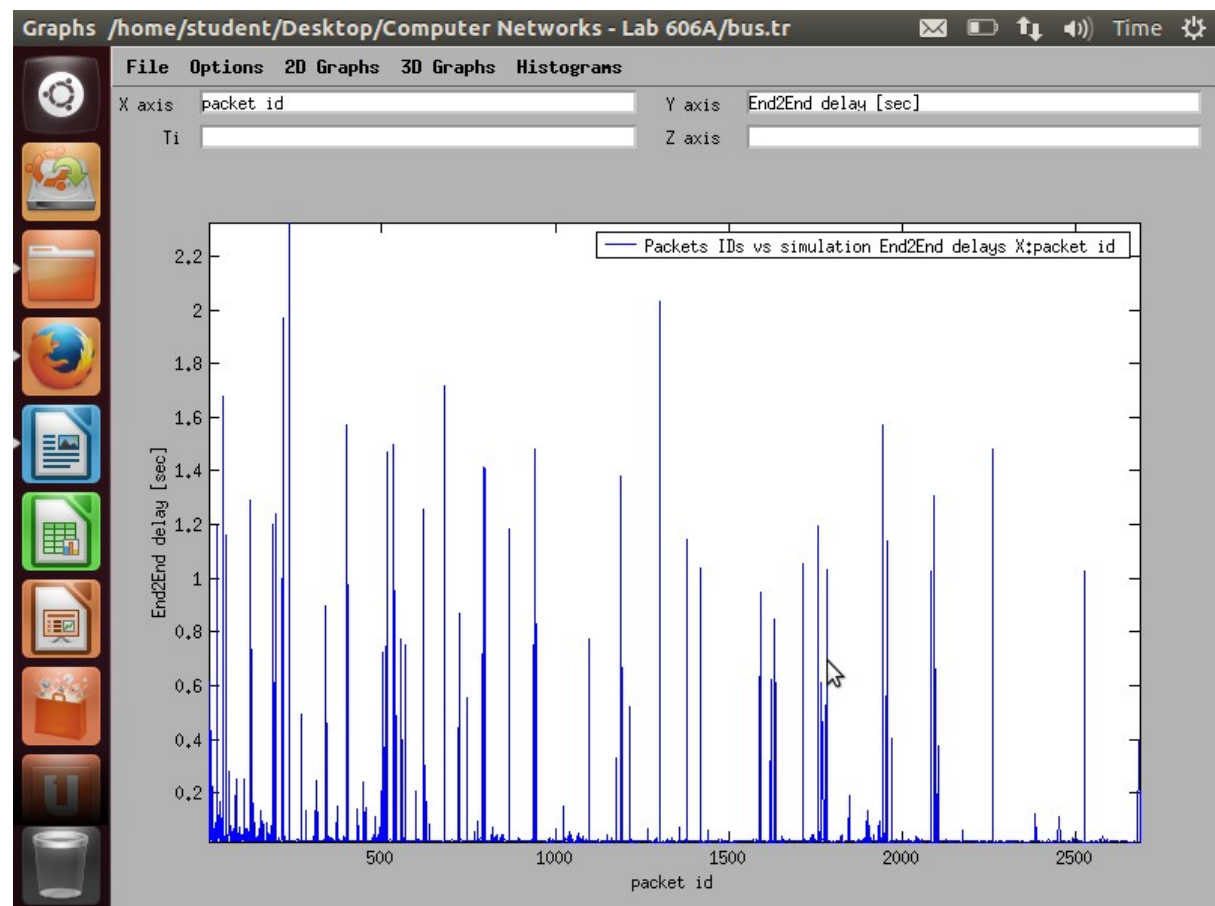 Graphs /home/student/Desktop/Computer Networks - Lab 606A/bus.tr Time
File Options 2D Graphs 3D Graphs Histograms
X axis packet id Y axis End2End delay [sec]
Ti Z axis
Packets IDs vs simulation End2End delays X:packet id
2.2
2
1.8
1.6
1.4
1.2
1
0.8
0.6
0.4
0.2
End2End delay [sec]
500 1000 1500 2000 2500
packet id